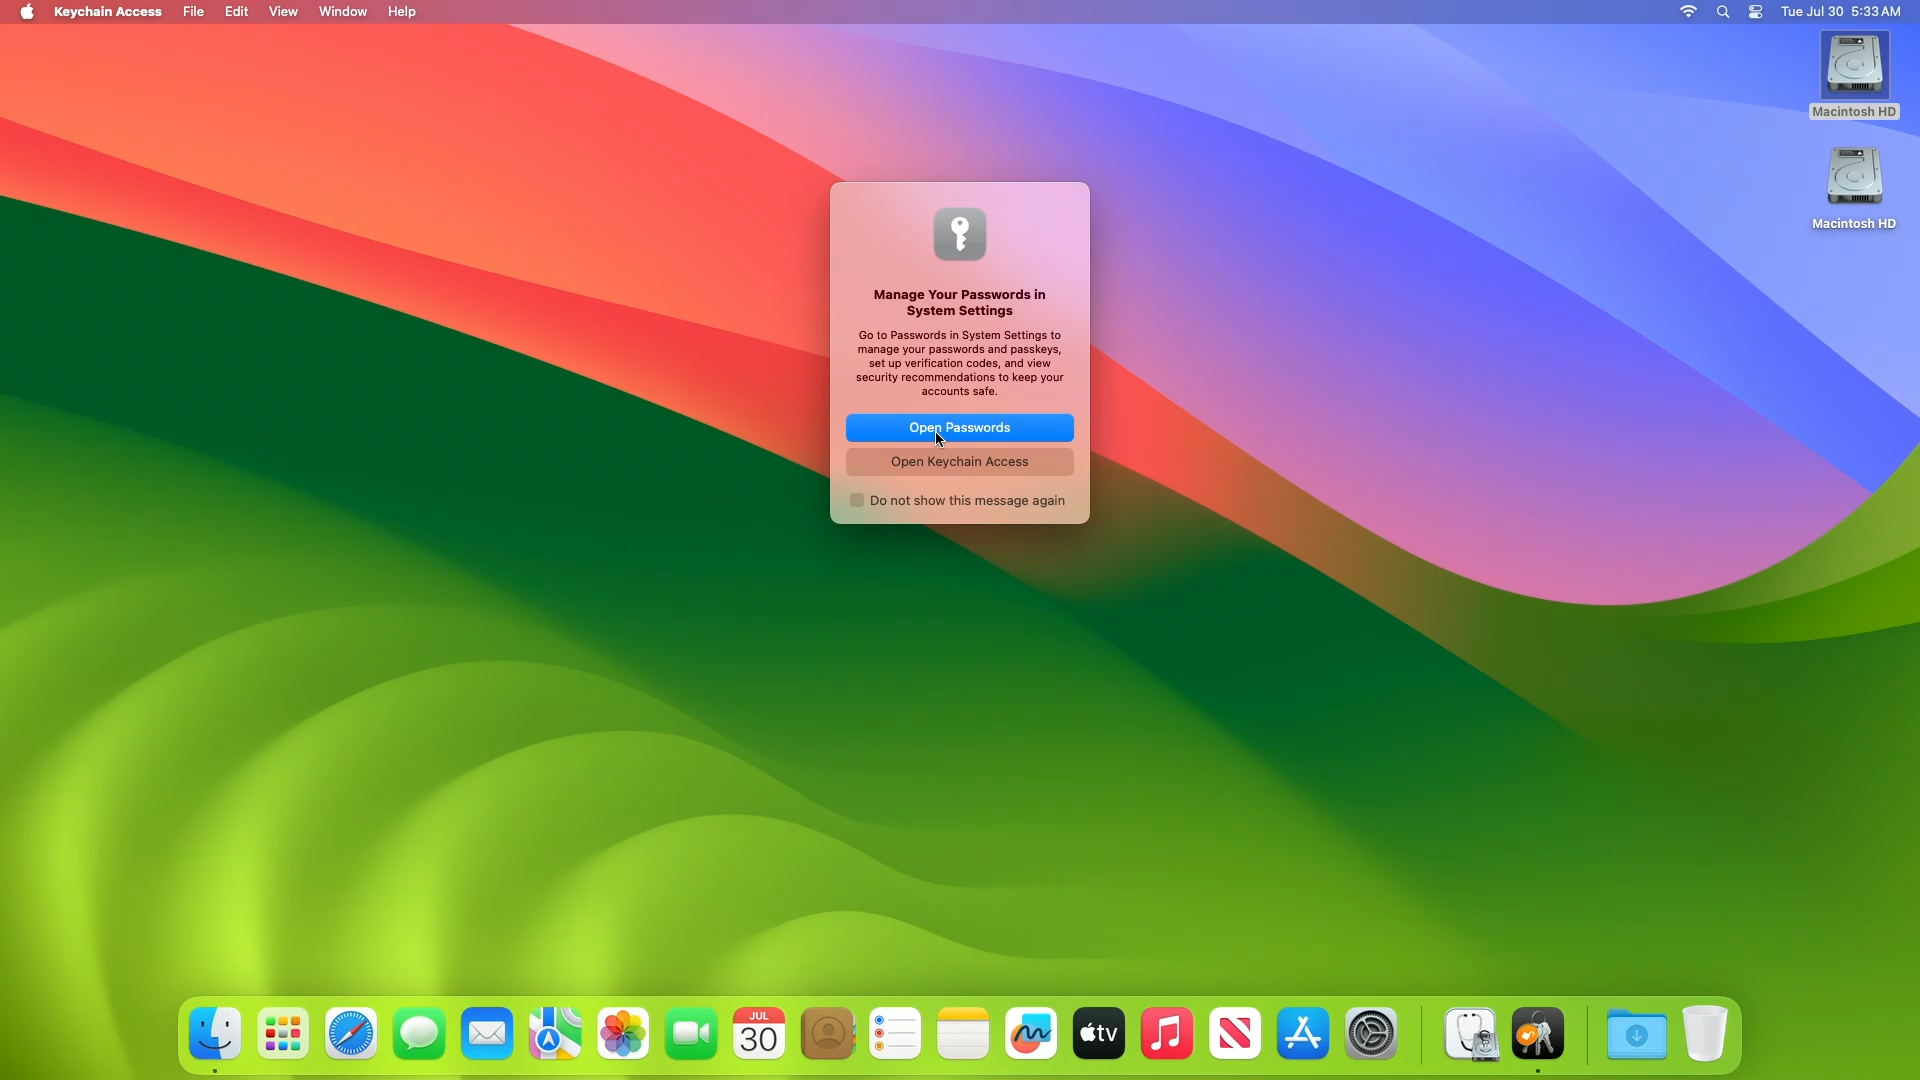 Keychain Access File Edit View Window Help
Tue Jul 30 5:33 AM
Macintosh HD
Macintosh HD
Manage Your Passwords in
System Settings
Go to Passwords in System Settings to
manage your passwords and passkeys,
set up verification codes, and view
security recommendations to keep your
accounts safe.
Open Passwords
Open Keychain Access
Do not show this message again
JUL
30
tv